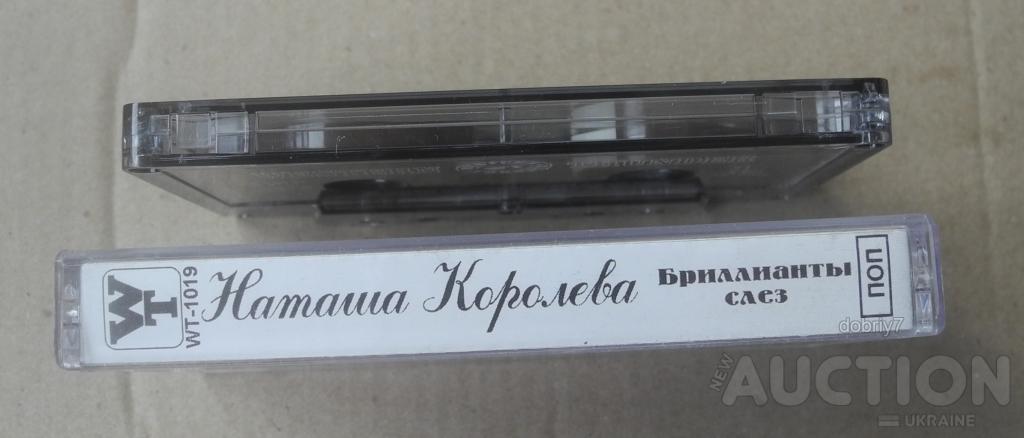 WT
WT-1019
Наташа Королева
Бриллианты
слез
ПОП
dobriy7
NEW
AUCTION
UKRAINE